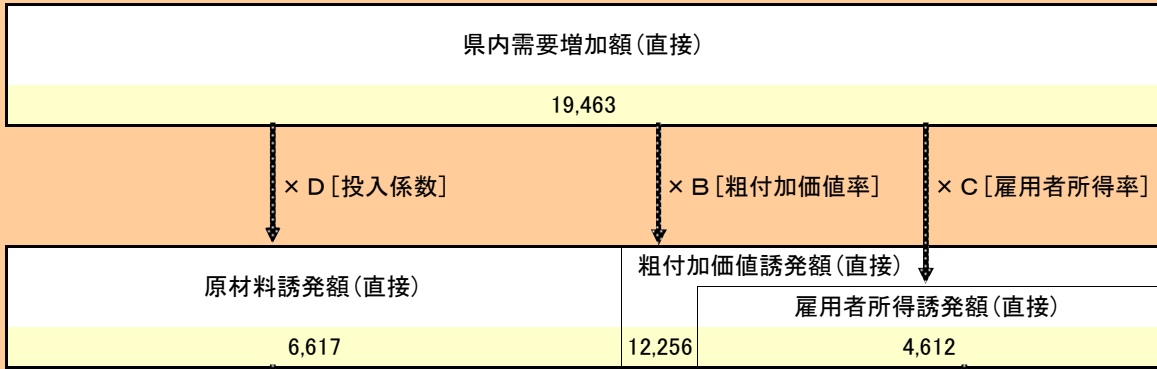 県内需要増加額(直接)
19,463
×D[投入係数]
×B[粗付加価値率]
×C[雇用者所得率]
原材料誘発額(直接)
粗付加価値誘発額(直接)
雇用者所得誘発額(直接)
6,617
12,256
4,612